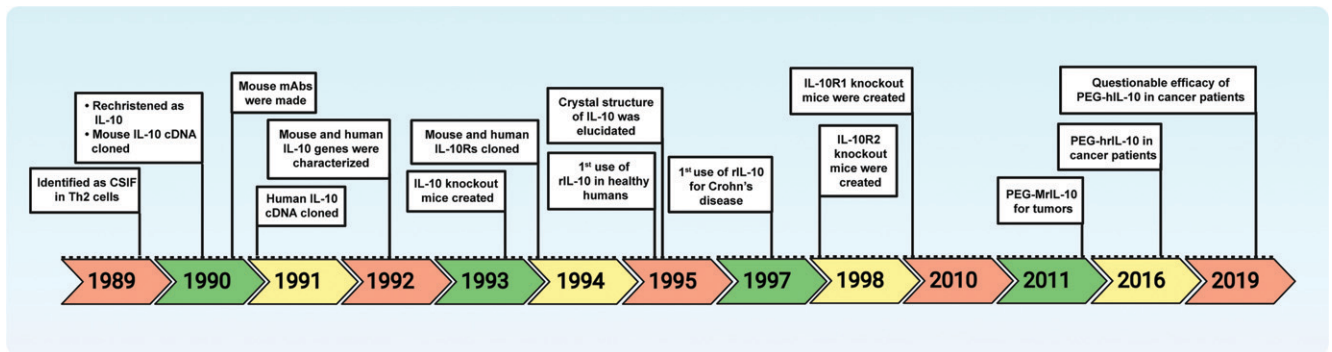 Identified as CSIF
in Th2 cells
• Rechristened as
IL-10
• Mouse IL-10 cDNA
cloned
Mouse mAbs
were made
Human IL-10
cDNA cloned
Mouse and human
IL-10 genes were
characterized
IL-10 knockout
mice created
Mouse and human
IL-10Rs cloned
1st use of
rIL-10 in healthy
humans
Crystal structure
of IL-10 was
elucidated
1st use of rIL-10
for Crohn's
disease
IL-10R2
knockout
mice were
created
IL-10R1 knockout
mice were created
PEG-MrIL-10
for tumors
PEG-hrIL-10 in
cancer patients
Questionable efficacy of
PEG-hIL-10 in cancer patients
1989 1990 1991 1992 1993 1994 1995 1997 1998 2010 2011 2016 2019